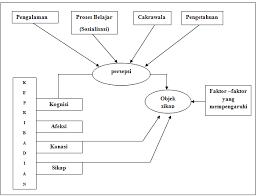 Pengalaman
Proses Belajar
(Sosialisasi)
Cakrawala
Pengetahuan
persepsi
K
E
P
R
I
B
A
D
I
A
N
Kognisi
Afeksi
Konasi
Sikap
Objek
sikap
Faktor –faktor
yang
mempengaruhi